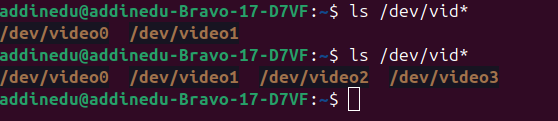 addinedu@addinedu-Bravo-17-D7VF:~$ ls /dev/vid*
/dev/video0  /dev/video1
addinedu@addinedu-Bravo-17-D7VF:~$ ls /dev/vid*
/dev/video0  /dev/video1  /dev/video2  /dev/video3
addinedu@addinedu-Bravo-17-D7VF:~$